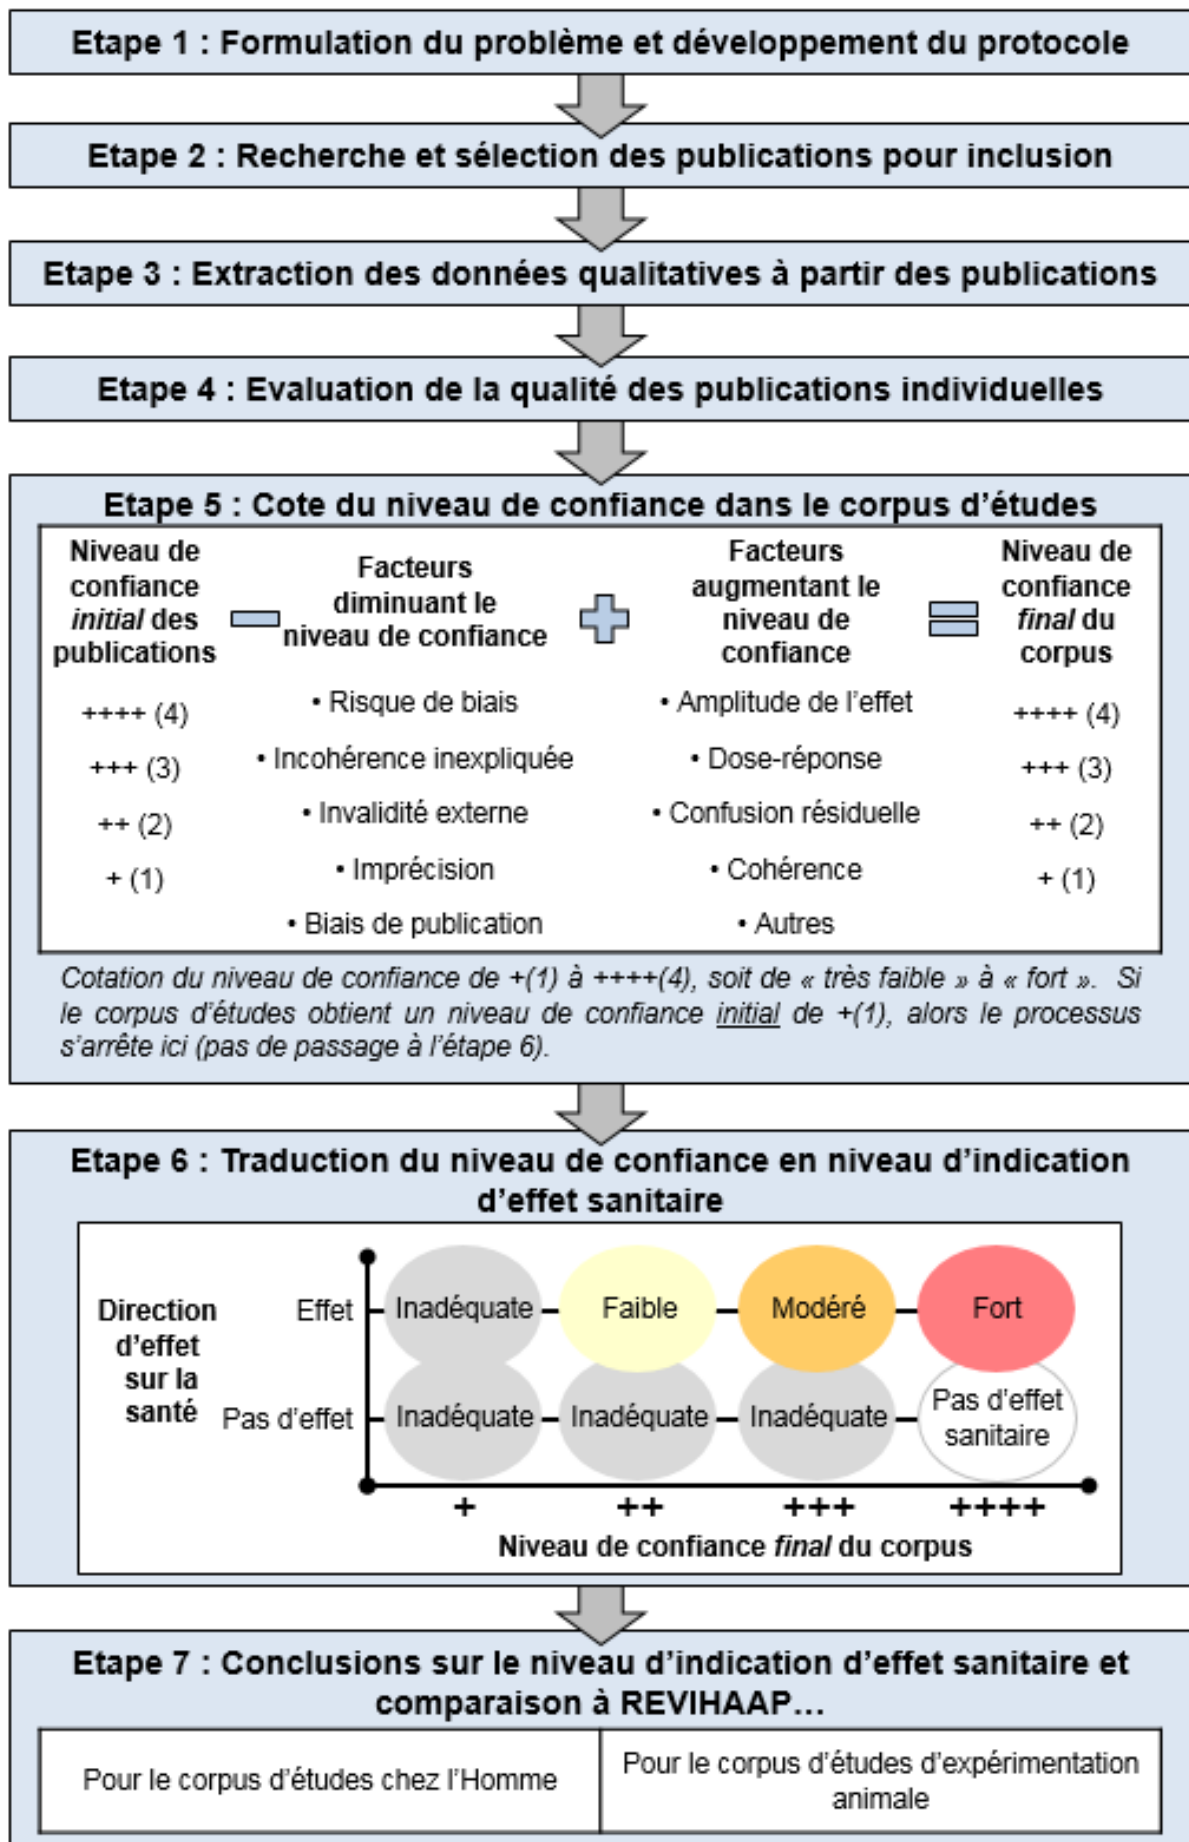 Etape 1 : Formulation du problème et développement du protocole
Etape 2 : Recherche et sélection des publications pour inclusion
Etape 3 : Extraction des données qualitatives à partir des publications
Etape 4 : Evaluation de la qualité des publications individuelles
Etape 5 : Cote du niveau de confiance dans le corpus d’études
Niveau de
confiance
initial des
publications
++++ (4)
+++ (3)
++ (2)
+ (1)
Facteurs
diminuant le
niveau de confiance
• Risque de biais
• Incohérence inexpliquée
• Invalidité externe
• Imprécision
• Biais de publication
Facteurs
augmentant le
niveau de
confiance
• Amplitude de l’effet
• Dose-réponse
• Confusion résiduelle
• Cohérence
• Autres
Niveau de
confiance
final du
corpus
++++ (4)
+++ (3)
++ (2)
+ (1)
Cotation du niveau de confiance de +(1) à ++++(4), soit de « très faible » à « fort ». Si
le corpus d’études obtient un niveau de confiance initial de +(1), alors le processus
s’arrête ici (pas de passage à l’étape 6).
Etape 6 : Traduction du niveau de confiance en niveau d’indication
d’effet sanitaire
Direction
d’effet
sur la
santé
Effet
Inadéquate
Faible
Modéré
Fort
Pas d’effet
Inadéquate
Inadéquate
Inadéquate
Pas d’effet
sanitaire
+
++
+++
++++
Niveau de confiance final du corpus
Etape 7 : Conclusions sur le niveau d’indication d’effet sanitaire et
comparaison à REVIHAAP…
Pour le corpus d’études chez l’Homme
Pour le corpus d’études d’expérimentation
animale